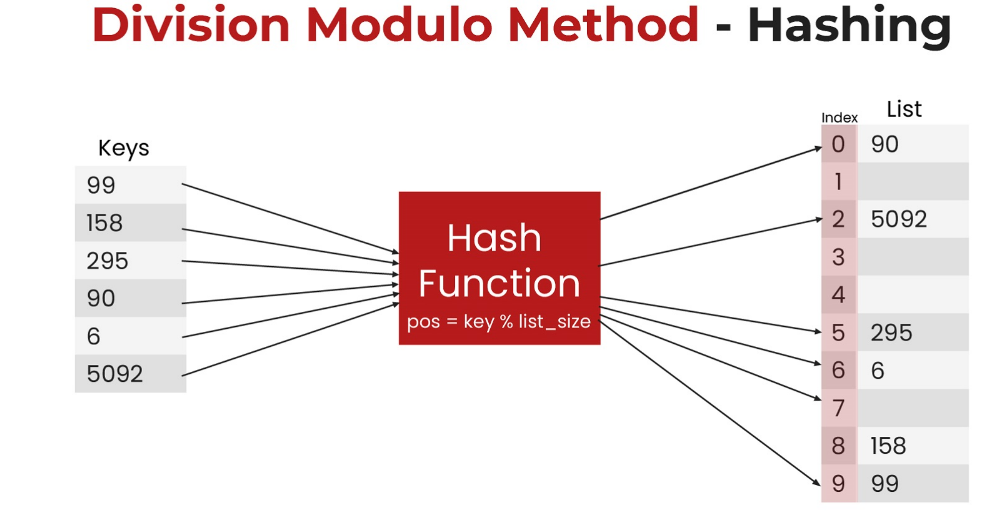 Division Modulo Method - Hashing
Keys
99
158
295
90
6
5092
Hash
Function
pos = key % list_size
Index List
0 90
1
2 5092
3
4
5 295
6 6
7
8 158
9 99